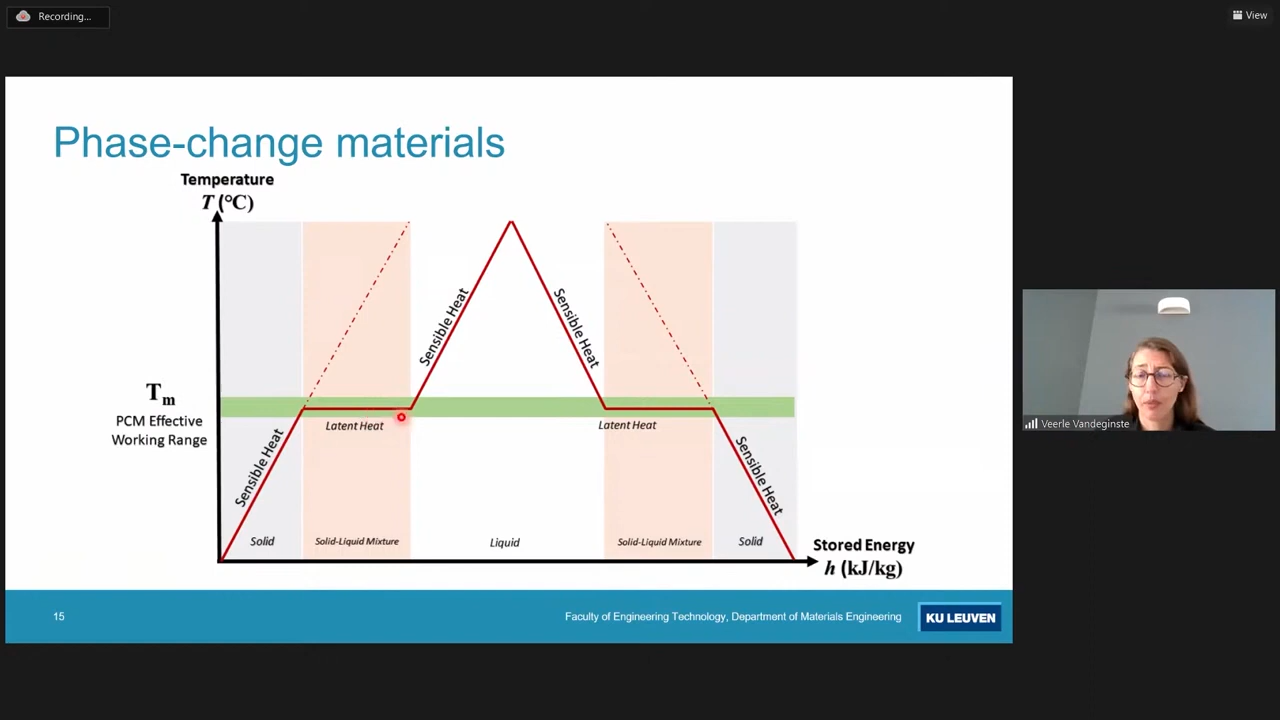 Recording...
View
Phase-change materials
Temperature
T (°C)
Sensible Heat
Sensible Heat
Tm
PCM Effective
Working Range
Latent Heat
Latent Heat
Sensible Heat
Sensible Heat
Solid
Solid-Liquid Mixture
Liquid
Solid-Liquid Mixture
Solid
Stored Energy
h (kJ/kg)
Veerle Vandeginste
15
Faculty of Engineering Technology, Department of Materials Engineering
KU LEUVEN